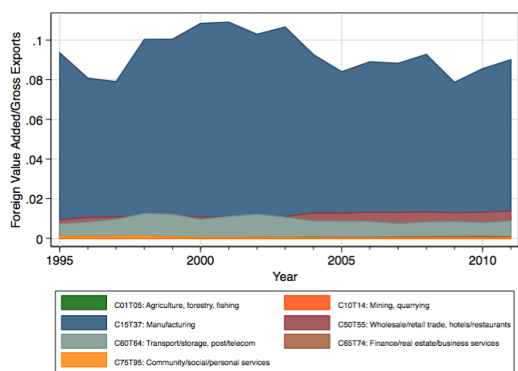 Foreign Value Added/Gross Exports
.1
.08
.06
.04
.02
0
1995 2000 2005 2010
Year
C01T05: Agriculture, forestry, fishing C10T14: Mining, quarrying
C15T37: Manufacturing C50T55: Wholesale/retail trade, hotels/restaurants
C60T64: Transport/storage, post/telecom C65T74: Finance/real estate/business services
C75T95: Community/social/personal services